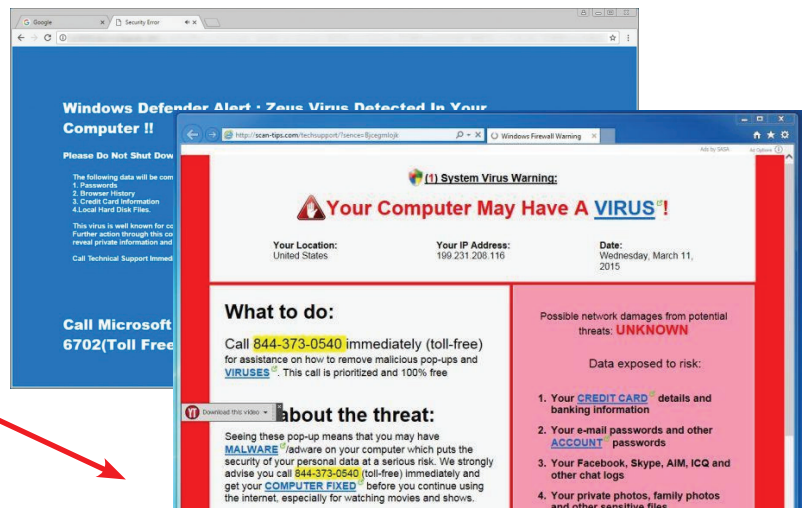 Google
Security Error
Windows Defender Alert : Zeus Virus Detected In Your
Computer !!
Please Do Not Shut Dow
The following data will be com
1. Passwords
2. Browser History
3. Credit Card Information
4.Local Hard Disk Files.
This virus is well known for co
Further action through this co
reveal private information and
Call Technical Support Immed
Call Microsoft
6702(Toll Free
Windows Firewall Warning
(1) System Virus Warning:
Your Computer May Have A VIRUS!
Your Location:
United States
Your IP Address:
199.231.208.116
Date:
Wednesday, March 11,
2015
What to do:
Call 844-373-0540 immediately (toll-free)
for assistance on how to remove malicious pop-ups and
VIRUSES. This call is prioritized and 100% free
Download this video
about the threat:
Seeing these pop-up means that you may have
MALWARE /adware on your computer which puts the
security of your personal data at a serious risk. We strongly
advise you call 844-373-0540 (toll-free) immediately and
get your COMPUTER FIXED before you continue using
the internet, especially for watching movies and shows.
Possible network damages from potential
threats: UNKNOWN
Data exposed to risk:
1. Your CREDIT CARD details and
banking information
2. Your e-mail passwords and other
ACCOUNT passwords
3. Your Facebook, Skype, AIM, ICQ and
other chat logs
4. Your private photos, family photos
and other sensitive files